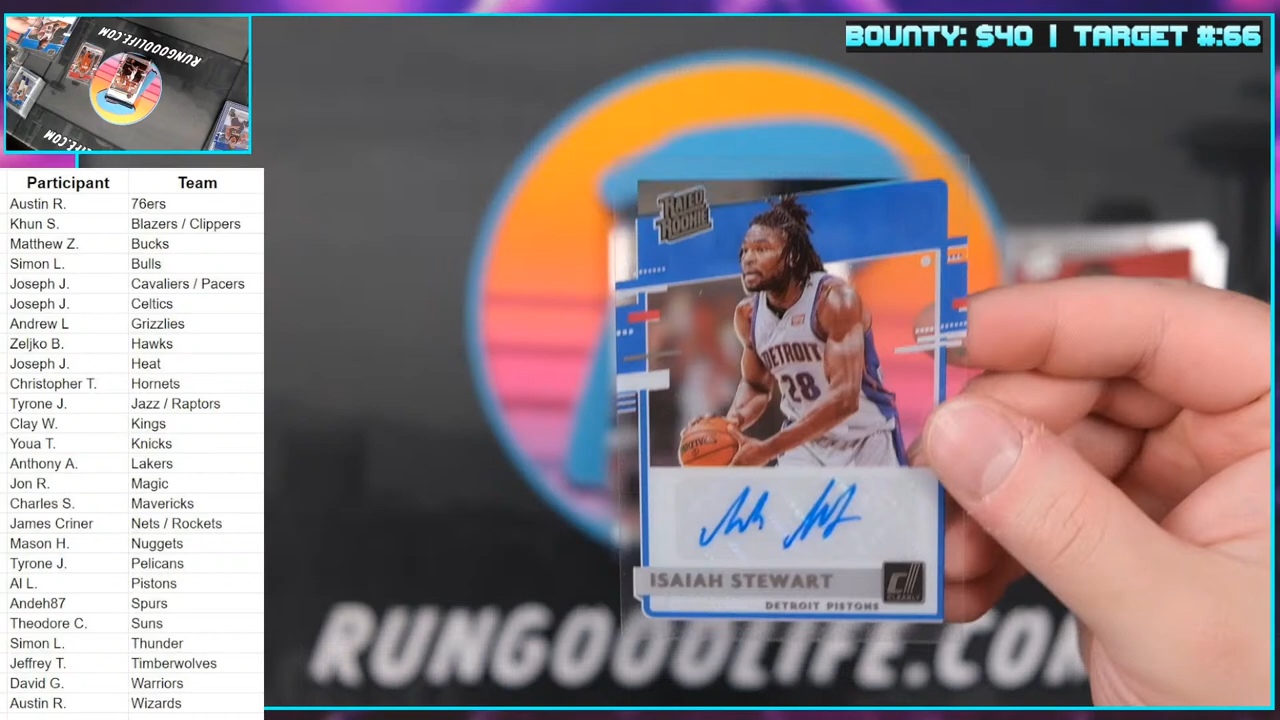 BOUNTY: $40 | TARGET #:66
RUNGOODLIFE.COM
Participant Team
Austin R. 76ers
Khun S. Blazers / Clippers
Matthew Z. Bucks
Simon L. Bulls
Joseph J. Cavaliers / Pacers
Joseph J. Celtics
Andrew L Grizzlies
Zeljko B. Hawks
Joseph J. Heat
Christopher T. Hornets
Tyrone J. Jazz / Raptors
Clay W. Kings
Youa T. Knicks
Anthony A. Lakers
Jon R. Magic
Charles S. Mavericks
James Criner Nets / Rockets
Mason H. Nuggets
Tyrone J. Pelicans
Al L. Pistons
Andeh87 Spurs
Theodore C. Suns
Simon L. Thunder
Jeffrey T. Timberwolves
David G. Warriors
Austin R. Wizards
RATED
ROOKIE
DETROIT
28
ISAIAH STEWART
CLEARLY
DETROIT PISTONS
RUNGOODLIFE.COM